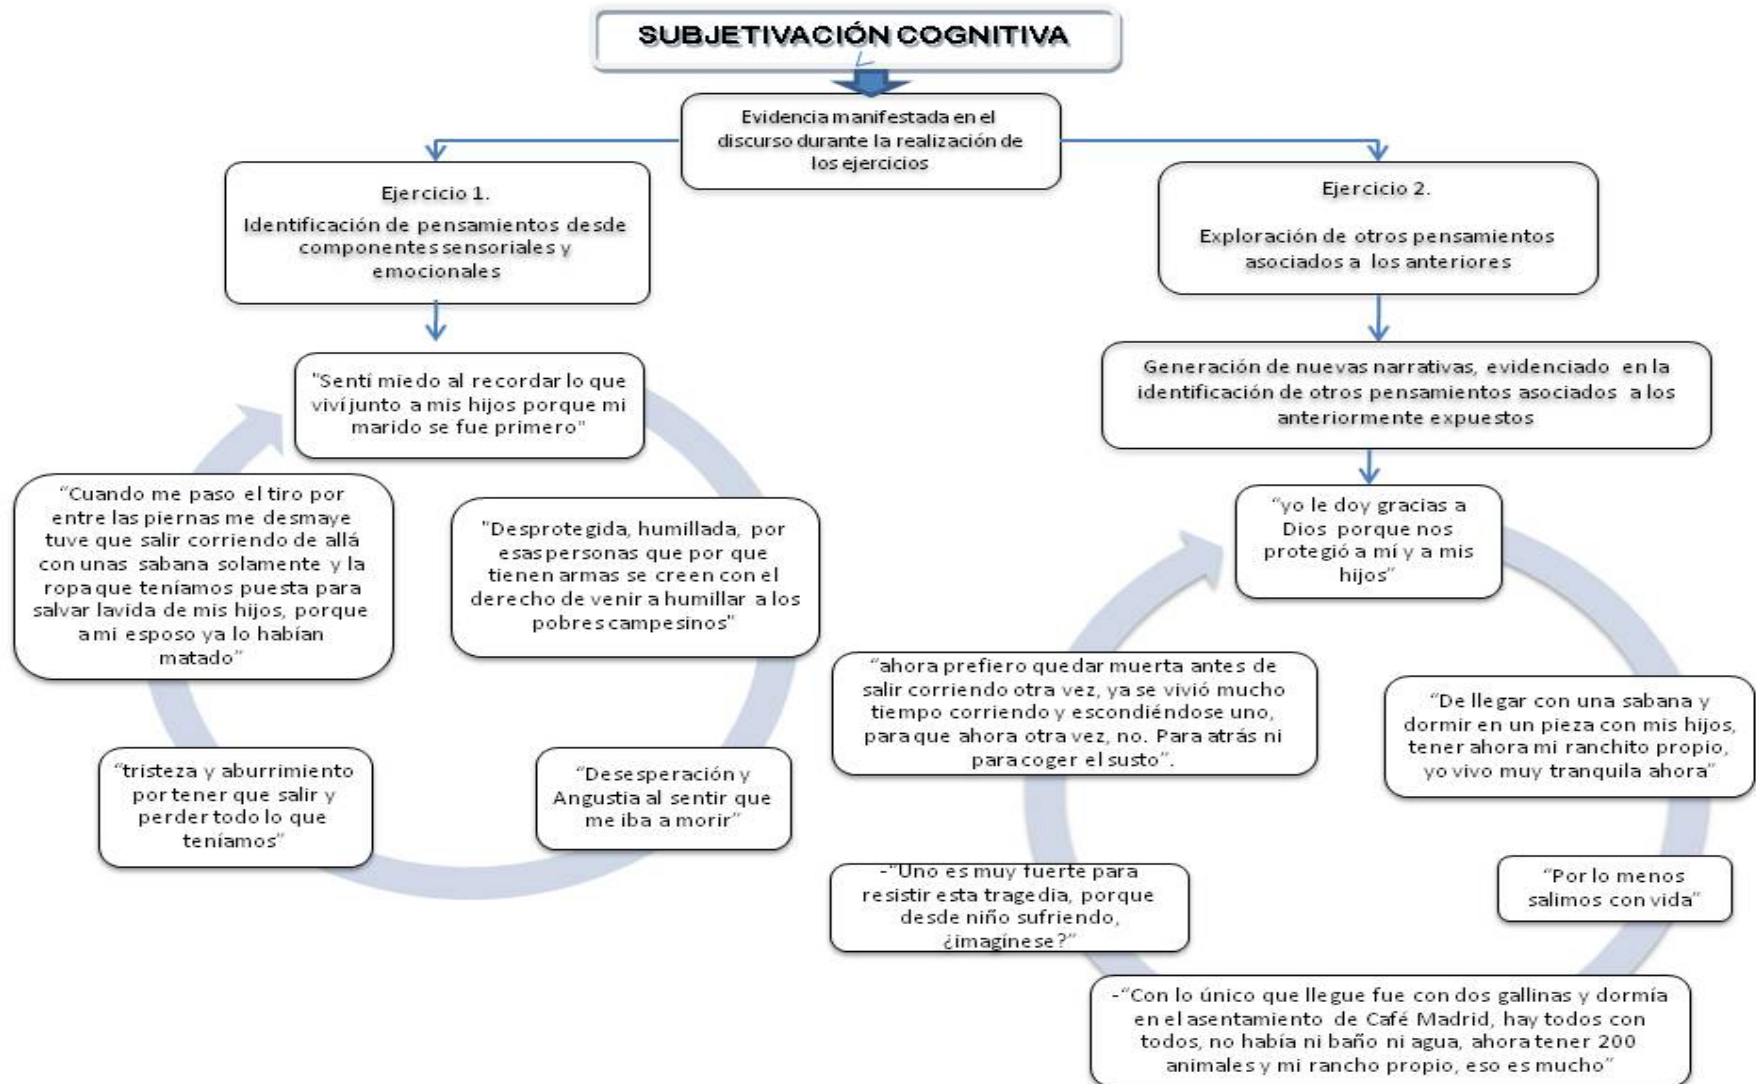 SUBJETIVACIÓN COGNITIVA
Evidencia manifestada en el
discurso durante la realización de
los ejercicios
Ejercicio 1.
Identificación de pensamientos desde
componentes sensoriales y
emocionales
"Sentí miedo al recordar lo que
viví junto a mis hijos porque mi
marido se fue primero"
"Desprotegida, humillada, por
esas personas que por que
tienen armas se creen con el
derecho de venir a humillar a los
pobres campesinos"
"Desesperación y
Angustia al sentir que
me iba a morir"
"tristeza y aburrimiento
por tener que salir y
perder todo lo que
teníamos"
"Cuando me paso el tiro por
entre las piernas me desmaye
tuve que salir corriendo de allá
con unas sabana solamente y la
ropa que teníamos puesta para
salvar la vida de mis hijos, porque
a mi esposo ya lo habían
matado"
Ejercicio 2.
Exploración de otros pensamientos
asociados a los anteriores
Generación de nuevas narrativas, evidenciado en la
identificación de otros pensamientos asociados a los
anteriormente expuestos
"yo le doy gracias a
Dios porque nos
protegió a mí y a mis
hijos"
"De llegar con una sabana y
dormir en un pieza con mis hijos,
tener ahora mi ranchito propio,
yo vivo muy tranquila ahora"
"Por lo menos
salimos con vida"
-"Con lo único que llegue fue con dos gallinas y dormía
en el asentamiento de Café Madrid, hay todos con
todos, no había ni baño ni agua, ahora tener 200
animales y mi rancho propio, eso es mucho"
-"Uno es muy fuerte para
resistir esta tragedia, porque
desde niño sufriendo,
¿imagínese?"
"ahora prefiero quedar muerta antes de
salir corriendo otra vez, ya se vivió mucho
tiempo corriendo y escondiéndose uno,
para que ahora otra vez, no. Para atrás ni
para coger el susto".